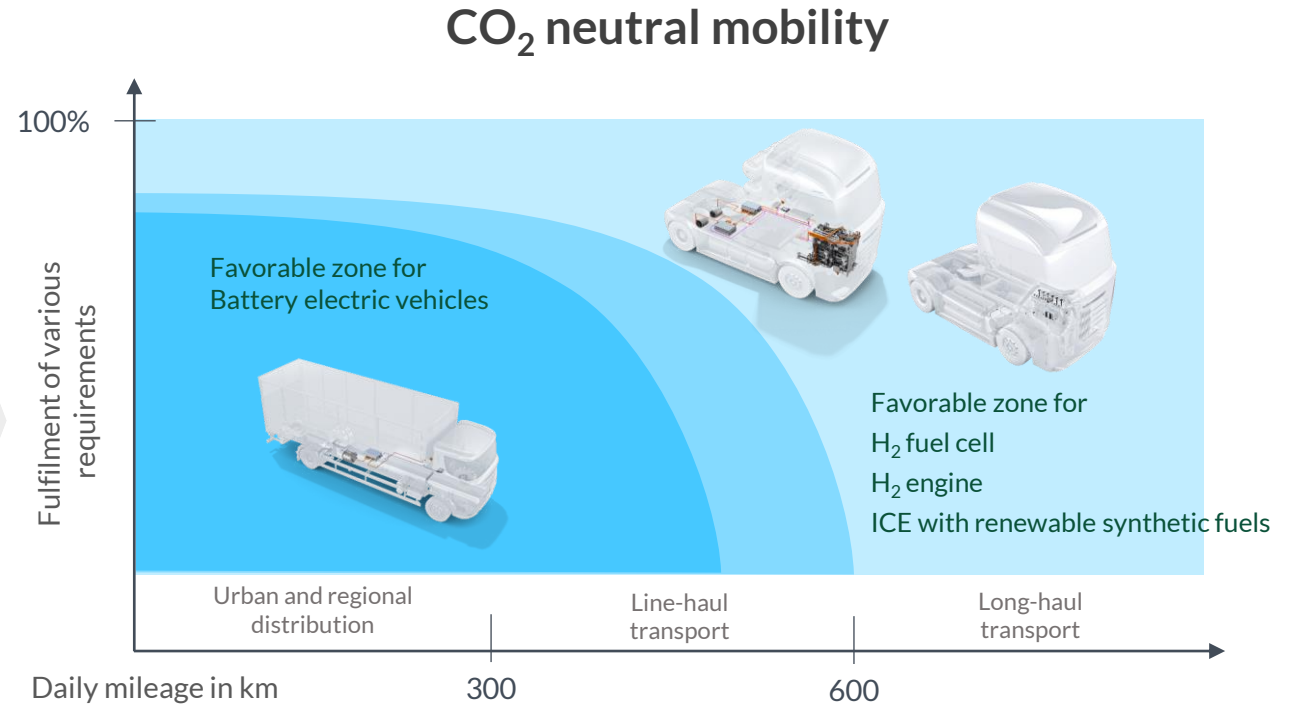 CO₂ neutral mobility
100%
Fulfilment of various
requirements
Favorable zone for
Battery electric vehicles
Favorable zone for
H₂ fuel cell
H₂ engine
ICE with renewable synthetic fuels
Urban and regional
distribution
Line-haul
transport
Long-haul
transport
Daily mileage in km
300
600